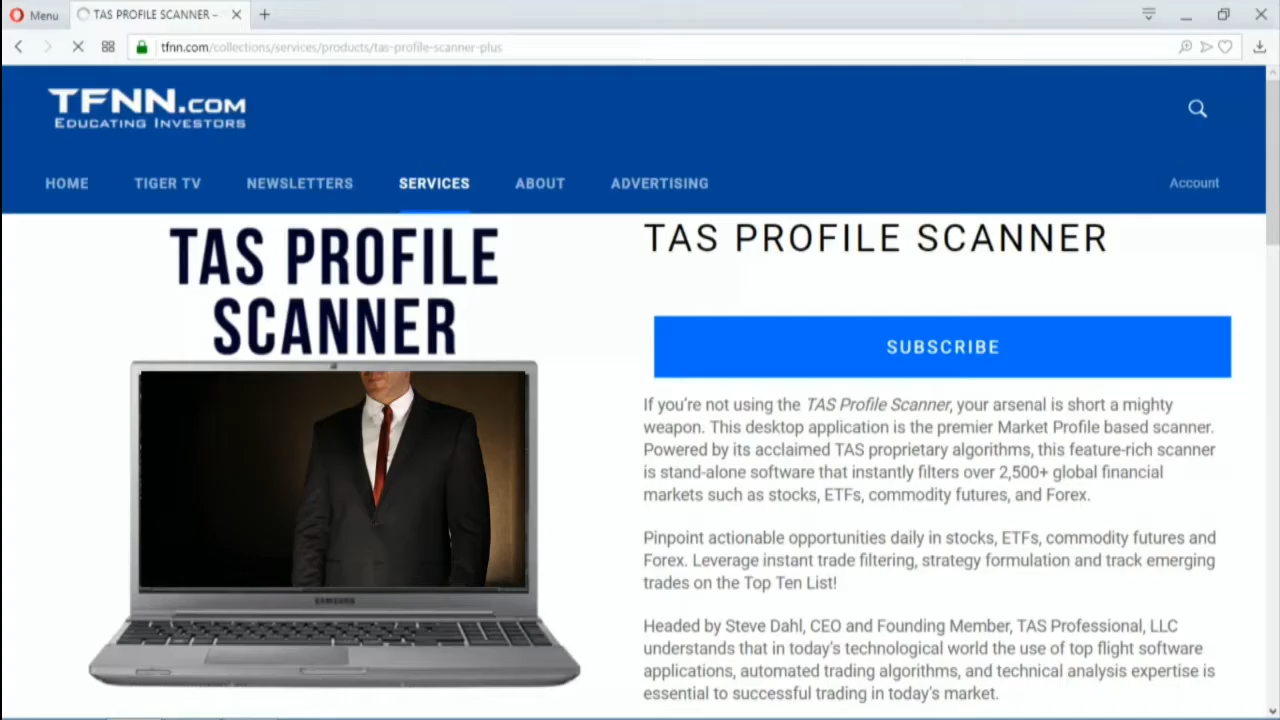 Menu
TAS PROFILE SCANNER –
tfnn.com/collections/services/products/tas-profile-scanner-plus
TFNN.COM
EDUCATING INVESTORS
HOME
TIGER TV
NEWSLETTERS
SERVICES
ABOUT
ADVERTISING
Account
TAS PROFILE
SCANNER
SAMSUNG
TAS PROFILE SCANNER
SUBSCRIBE
If you're not using the TAS Profile Scanner, your arsenal is short a mighty
weapon. This desktop application is the premier Market Profile based scanner.
Powered by its acclaimed TAS proprietary algorithms, this feature-rich scanner
is stand-alone software that instantly filters over 2,500+ global financial
markets such as stocks, ETFs, commodity futures, and Forex.
Pinpoint actionable opportunities daily in stocks, ETFs, commodity futures and
Forex. Leverage instant trade filtering, strategy formulation and track emerging
trades on the Top Ten List!
Headed by Steve Dahl, CEO and Founding Member, TAS Professional, LLC
understands that in today's technological world the use of top flight software
applications, automated trading algorithms, and technical analysis expertise is
essential to successful trading in today's market.